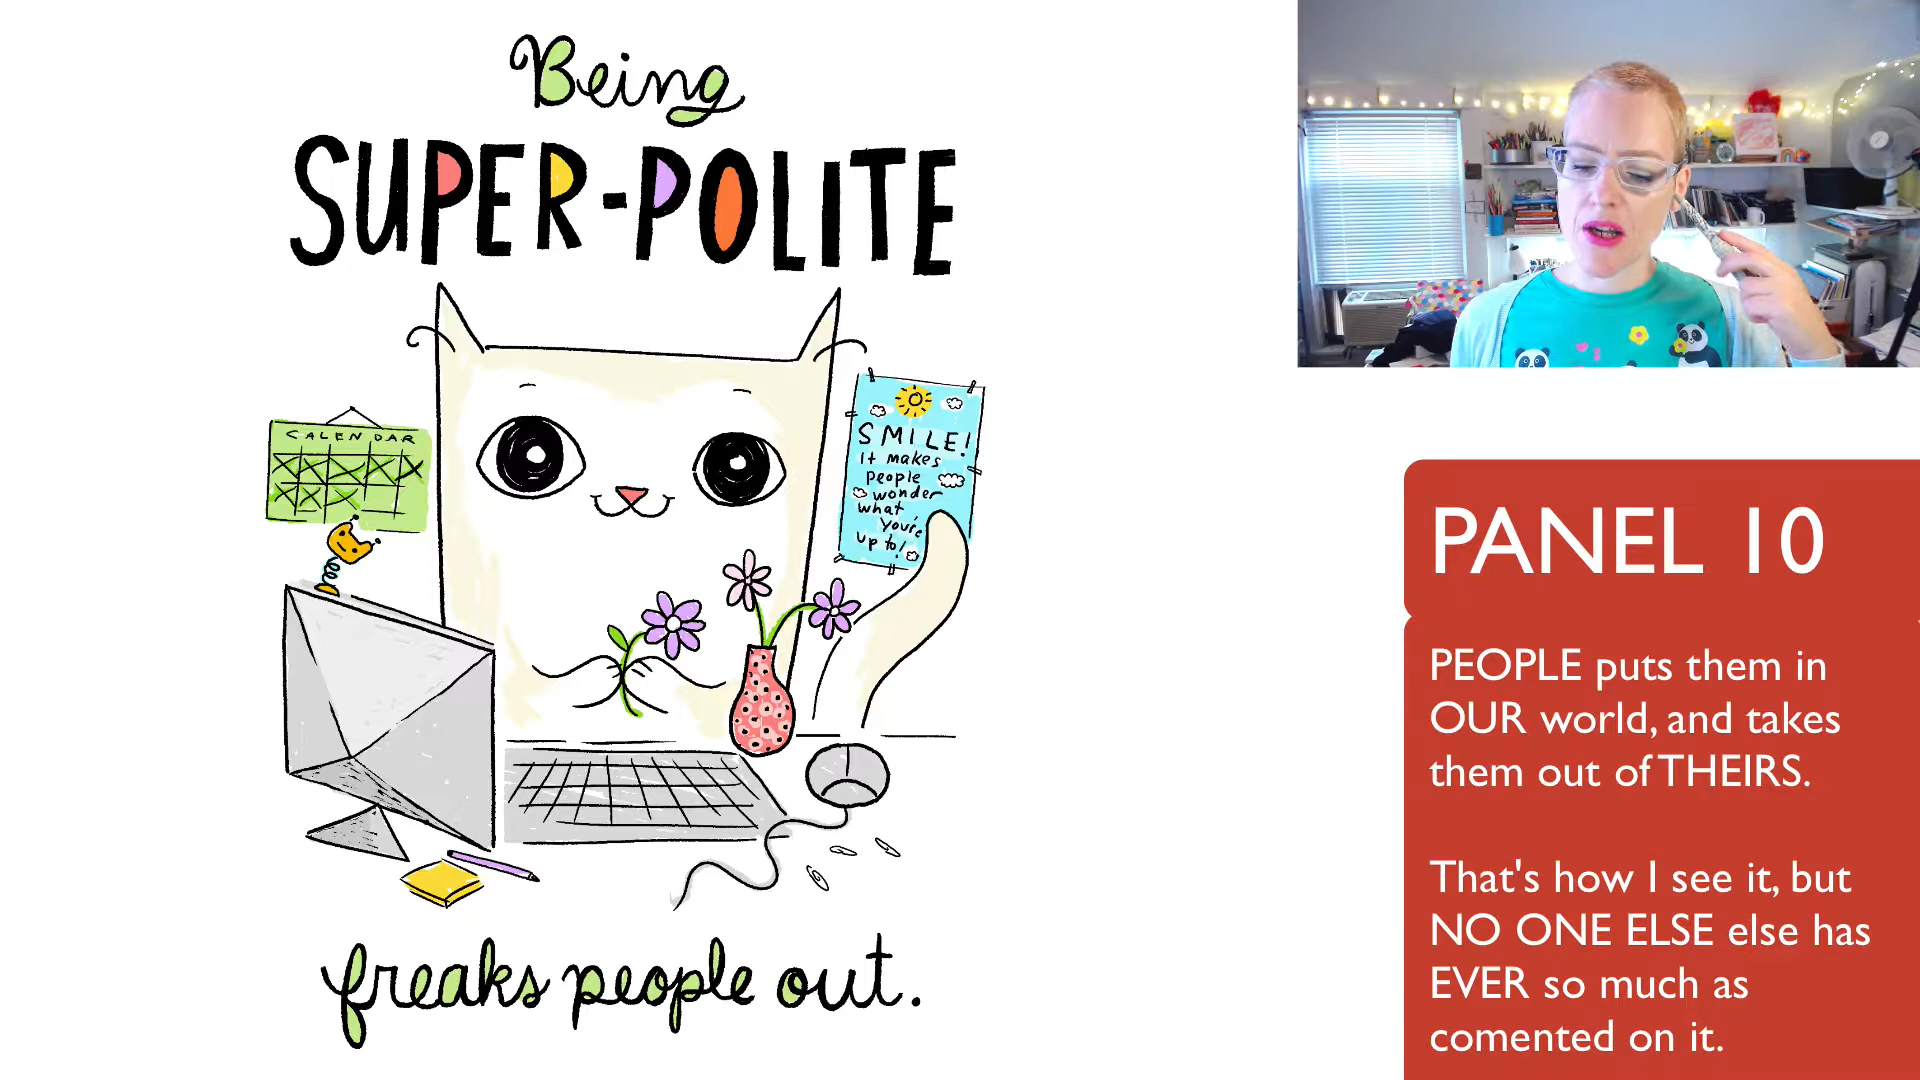 Being
SUPER-POLITE
CALENDAR
SMILE!
It makes
people
wonder
what
you're
up to!
freaks people out.
PANEL 10
PEOPLE puts them in
OUR world, and takes
them out of THEIRS.
That's how I see it, but
NO ONE ELSE else has
EVER so much as
comented on it.